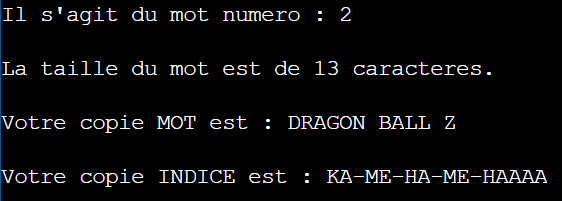 Il s'agit du mot numero : 2
La taille du mot est de 13 caracteres.
Votre copie MOT est : DRAGON BALL Z
Votre copie INDICE est : KA-ME-HA-ME-HAAAA